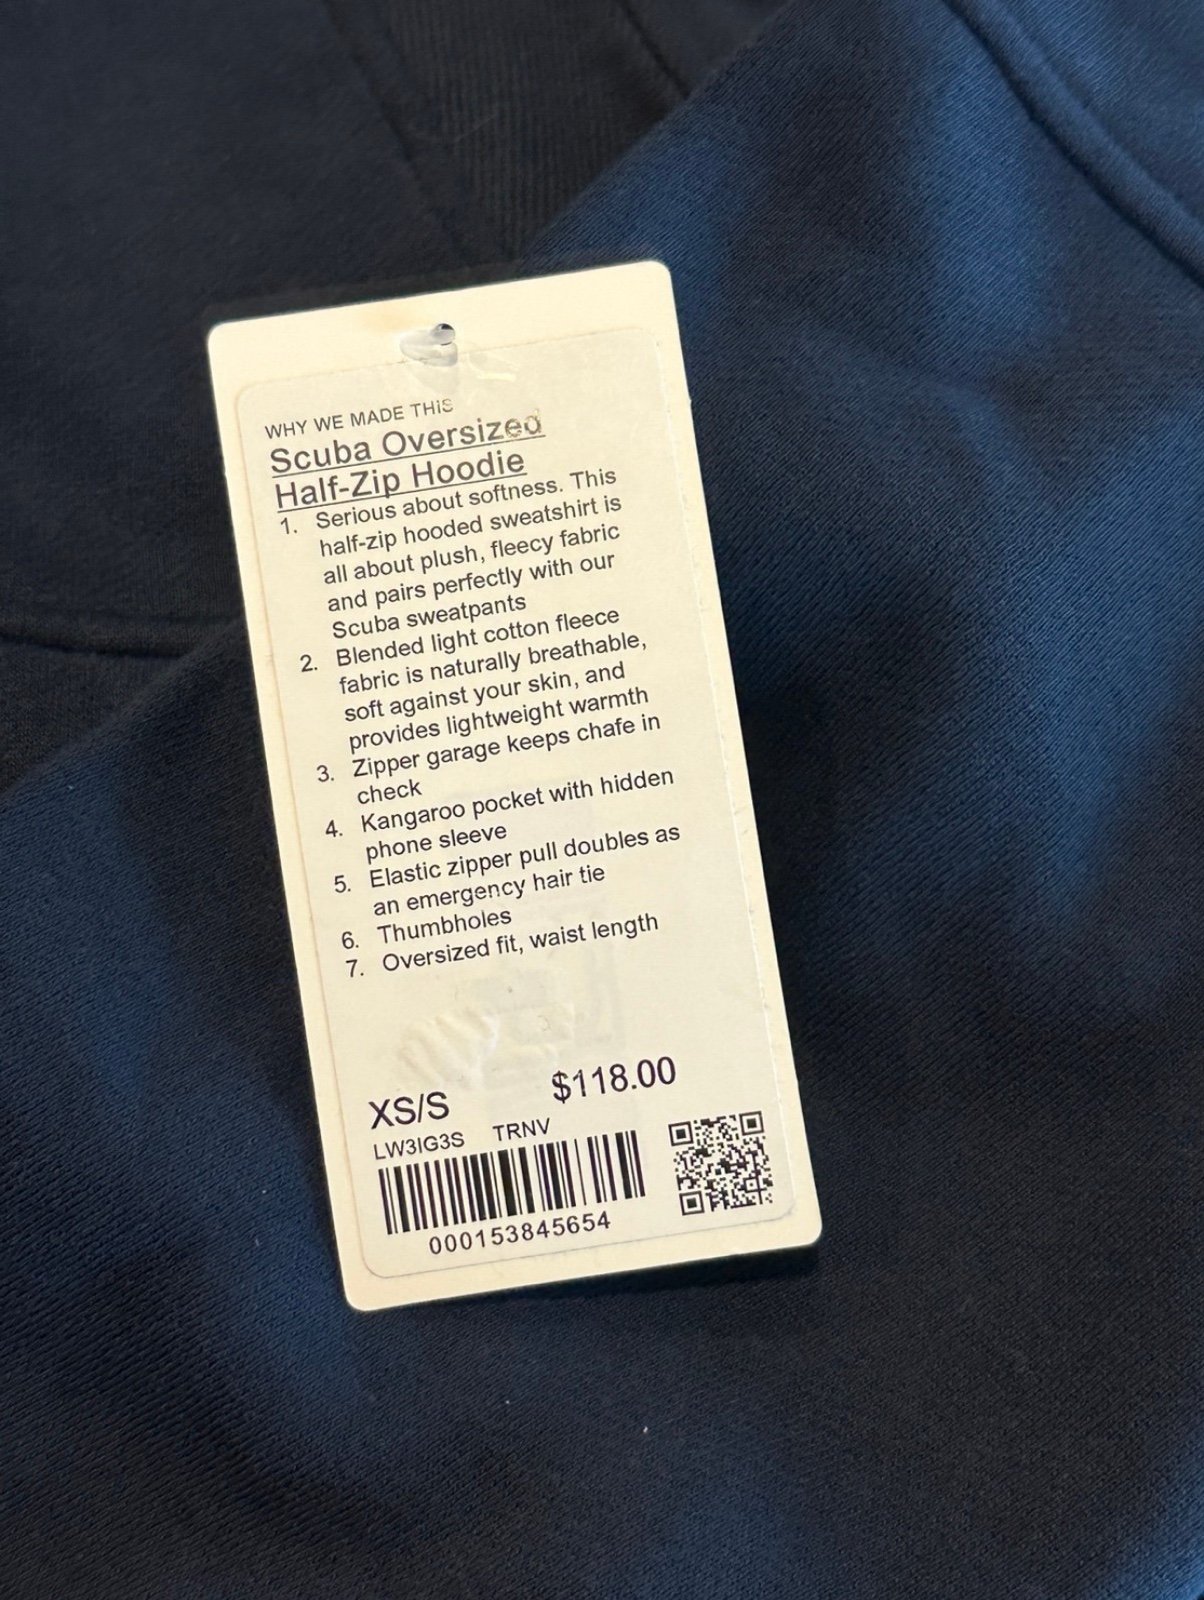 WHY WE MADE THIS
Scuba Oversized
Half-Zip Hoodie
1. Serious about softness. This
half-zip hooded sweatshirt is
all about plush, fleecy fabric
and pairs perfectly with our
Scuba sweatpants
2. Blended light cotton fleece
fabric is naturally breathable,
soft against your skin, and
provides lightweight warmth
3. Zipper garage keeps chafe in
check
4. Kangaroo pocket with hidden
phone sleeve
5. Elastic zipper pull doubles as
an emergency hair tie
6. Thumbholes
7. Oversized fit, waist length
XS/S $118.00
LW3IG3S TRNV
000153845654